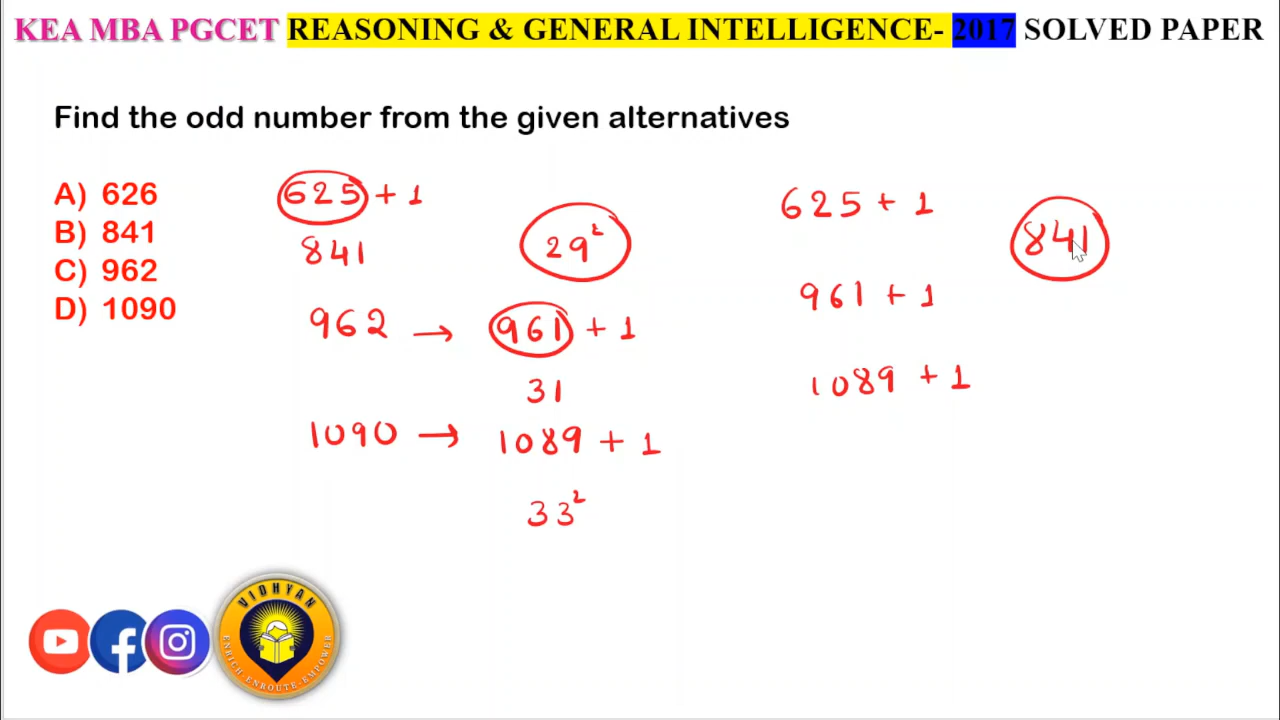 KEA MBA PGCET REASONING & GENERAL INTELLIGENCE- 2017 SOLVED PAPER
Find the odd number from the given alternatives
A) 626
B) 841
C) 962
D) 1090
625 + 1
841
29²
962 → 961 + 1
31
1090 → 1089 + 1
33²
625 + 1
841
961 + 1
1089 + 1
VIDHYAN
ENRICH-ENROUTE-EMPOWER